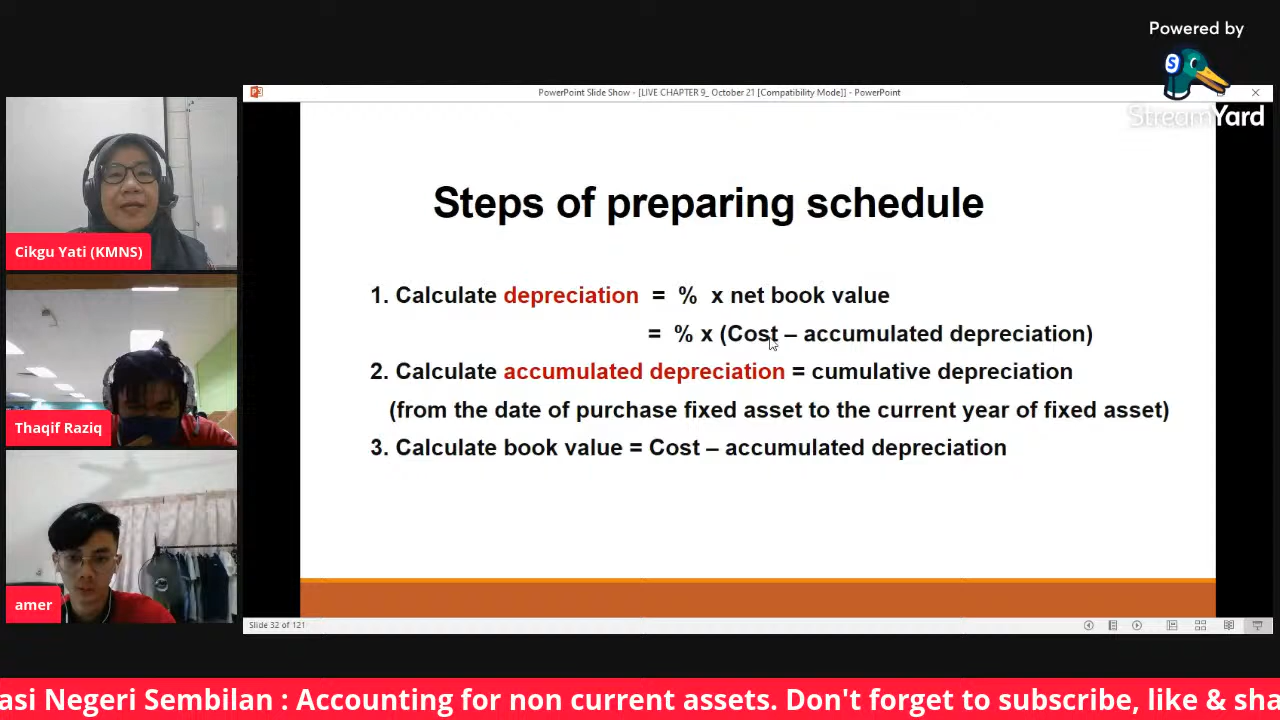 Powered by
S
StreamYard
PowerPoint Slide Show - [LIVE CHAPTER 9_ October 21 [Compatibility Mode]] - PowerPoint
Steps of preparing schedule
1. Calculate depreciation = % x net book value
= % x (Cost – accumulated depreciation)
2. Calculate accumulated depreciation = cumulative depreciation
(from the date of purchase fixed asset to the current year of fixed asset)
3. Calculate book value = Cost – accumulated depreciation
Cikgu Yati (KMNS)
Thaqif Raziq
amer
Slide 32 of 121
asi Negeri Sembilan : Accounting for non current assets. Don't forget to subscribe, like & sha